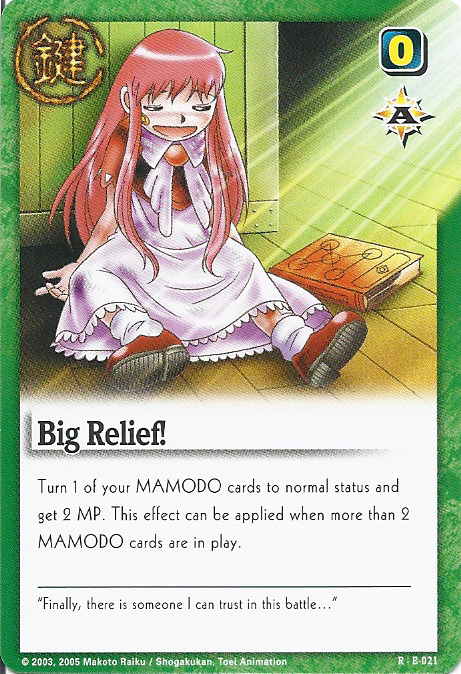 鍵
0
A
Big Relief!
Turn 1 of your MAMODO cards to normal status and
get 2 MP. This effect can be applied when more than 2
MAMODO cards are in play.
"Finally, there is someone I can trust in this battle..."
© 2003, 2005 Makoto Raiku / Shogakukan, Toei Animation
R | E-021